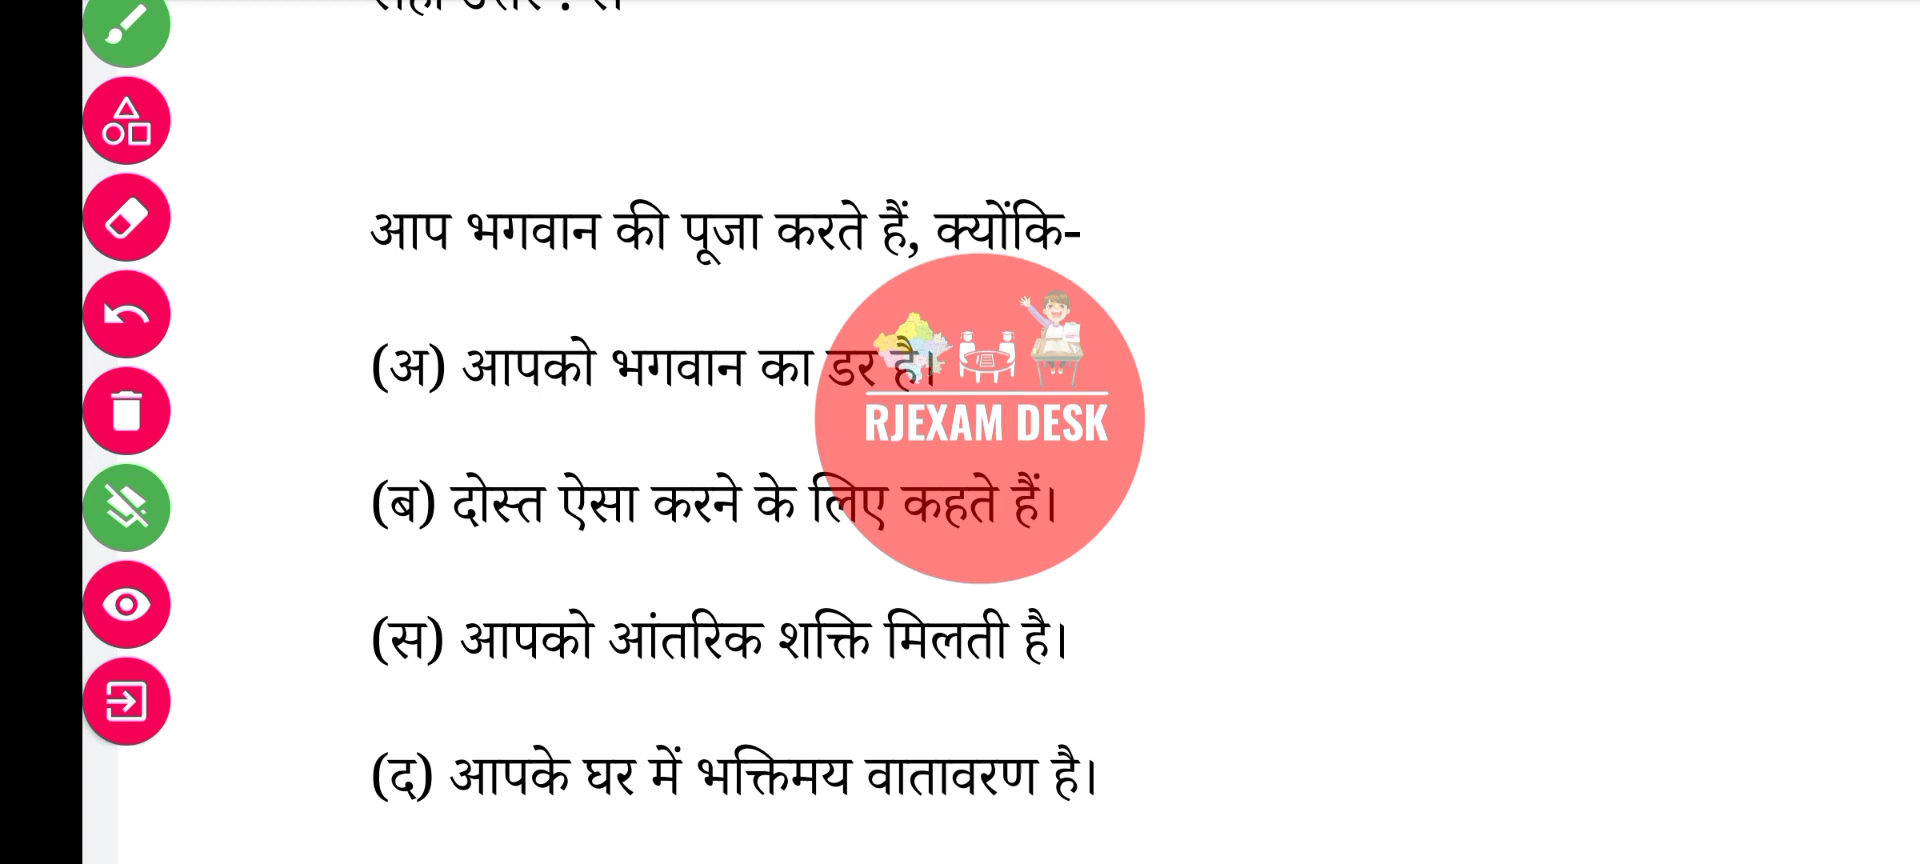 आप भगवान की पूजा करते हैं, क्योंकि-
(अ) आपको भगवान का डर है।
RJEXAM DESK
(ब) दोस्त ऐसा करने के लिए कहते हैं।
(स) आपको आंतरिक शक्ति मिलती है।
(द) आपके घर में भक्तिमय वातावरण है।